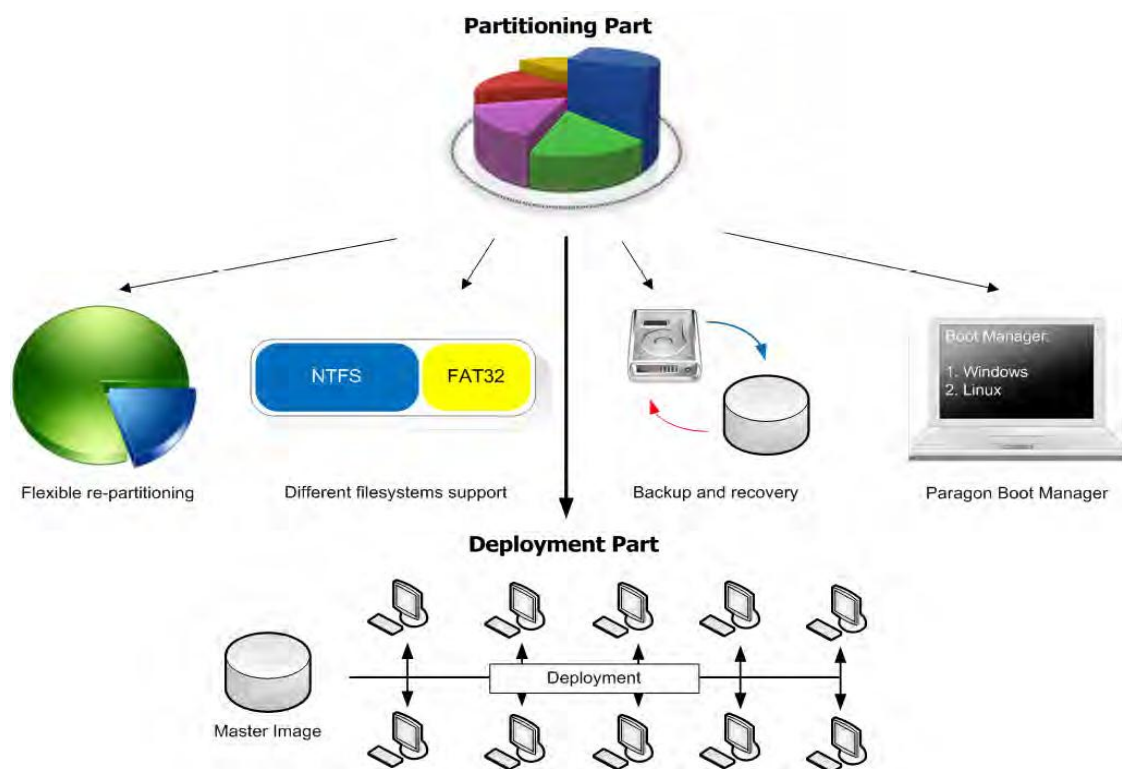 Partitioning Part
NTFS
FAT32
Boot Manager:
1. Windows
2. Linux
Flexible re-partitioning
Different filesystems support
Backup and recovery
Paragon Boot Manager
Deployment Part
Deployment
Master Image